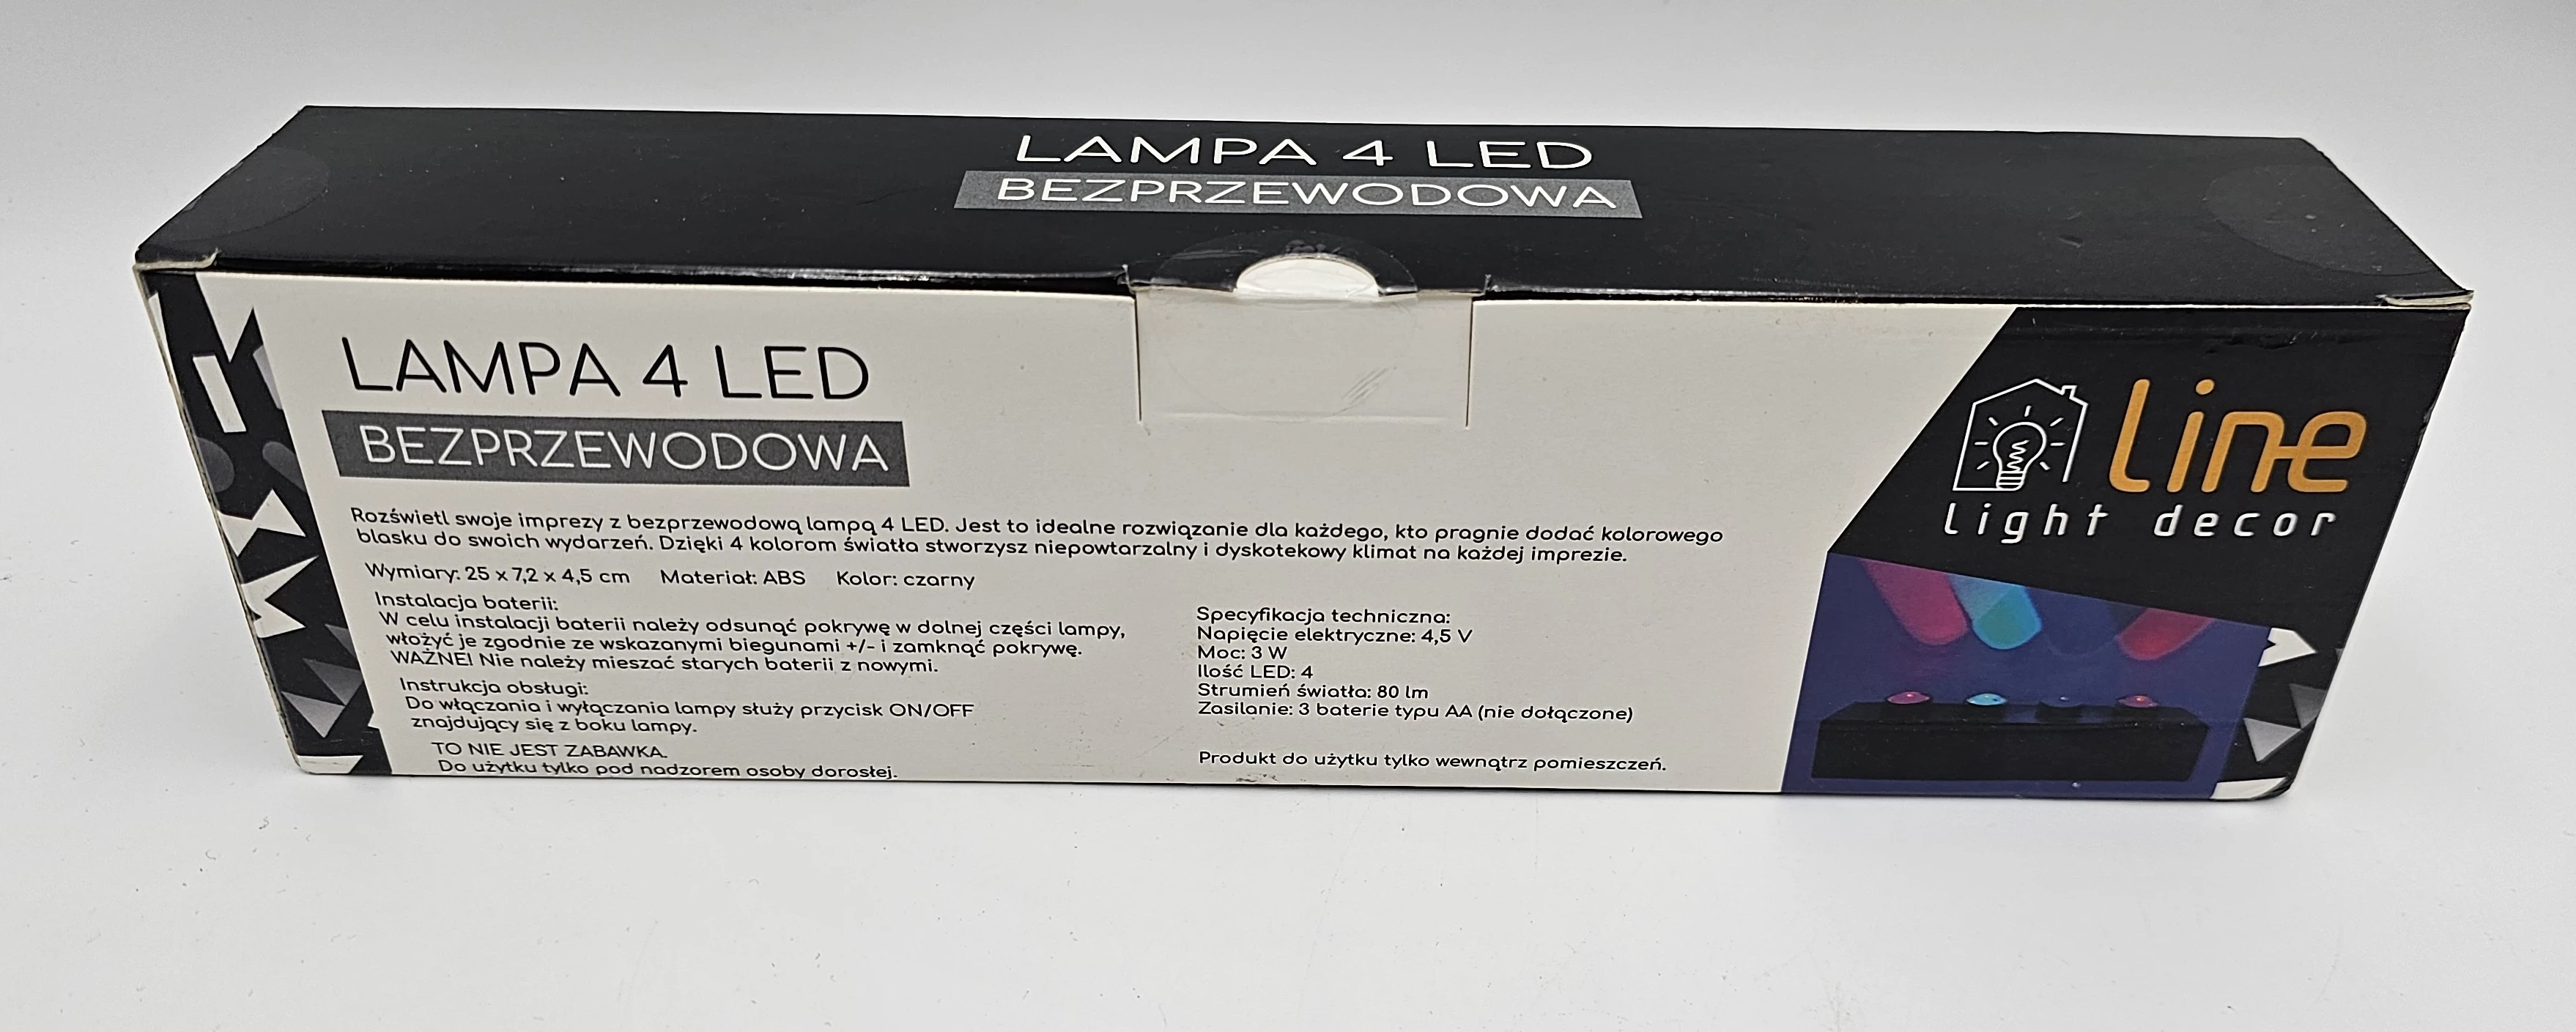 LAMPA 4 LED
BEZPRZEWODOWA
LAMPA 4 LED
BEZPRZEWODOWA
line
light decor
Rozświetl swoje imprezy z bezprzewodową lampą 4 LED. Jest to idealne rozwiązanie dla każdego, kto pragnie dodać kolorowego
blasku do swoich wydarzeń. Dzięki 4 kolorom światła stworzysz niepowtarzalny i dyskotekowy klimat na każdej imprezie.
Wymiary: 25 x 7,2 x 4,5 cm Materiał: ABS Kolor: czarny
Instalacja baterii:
W celu instalacji baterii należy odsunąć pokrywę w dolnej części lampy,
włożyć je zgodnie ze wskazanymi biegunami +/- i zamknąć pokrywę.
WAŻNE! Nie należy mieszać starych baterii z nowymi.
Instrukcja obsługi:
Do włączania i wyłączania lampy służy przycisk ON/OFF
znajdujący się z boku lampy.
TO NIE JEST ZABAWKA.
Do użytku tylko pod nadzorem osoby dorosłej.
Specyfikacja techniczna:
Napięcie elektryczne: 4,5 V
Moc: 3 W
Ilość LED: 4
Strumień światła: 80 lm
Zasilanie: 3 baterie typu AA (nie dołączone)
Produkt do użytku tylko wewnątrz pomieszczeń.